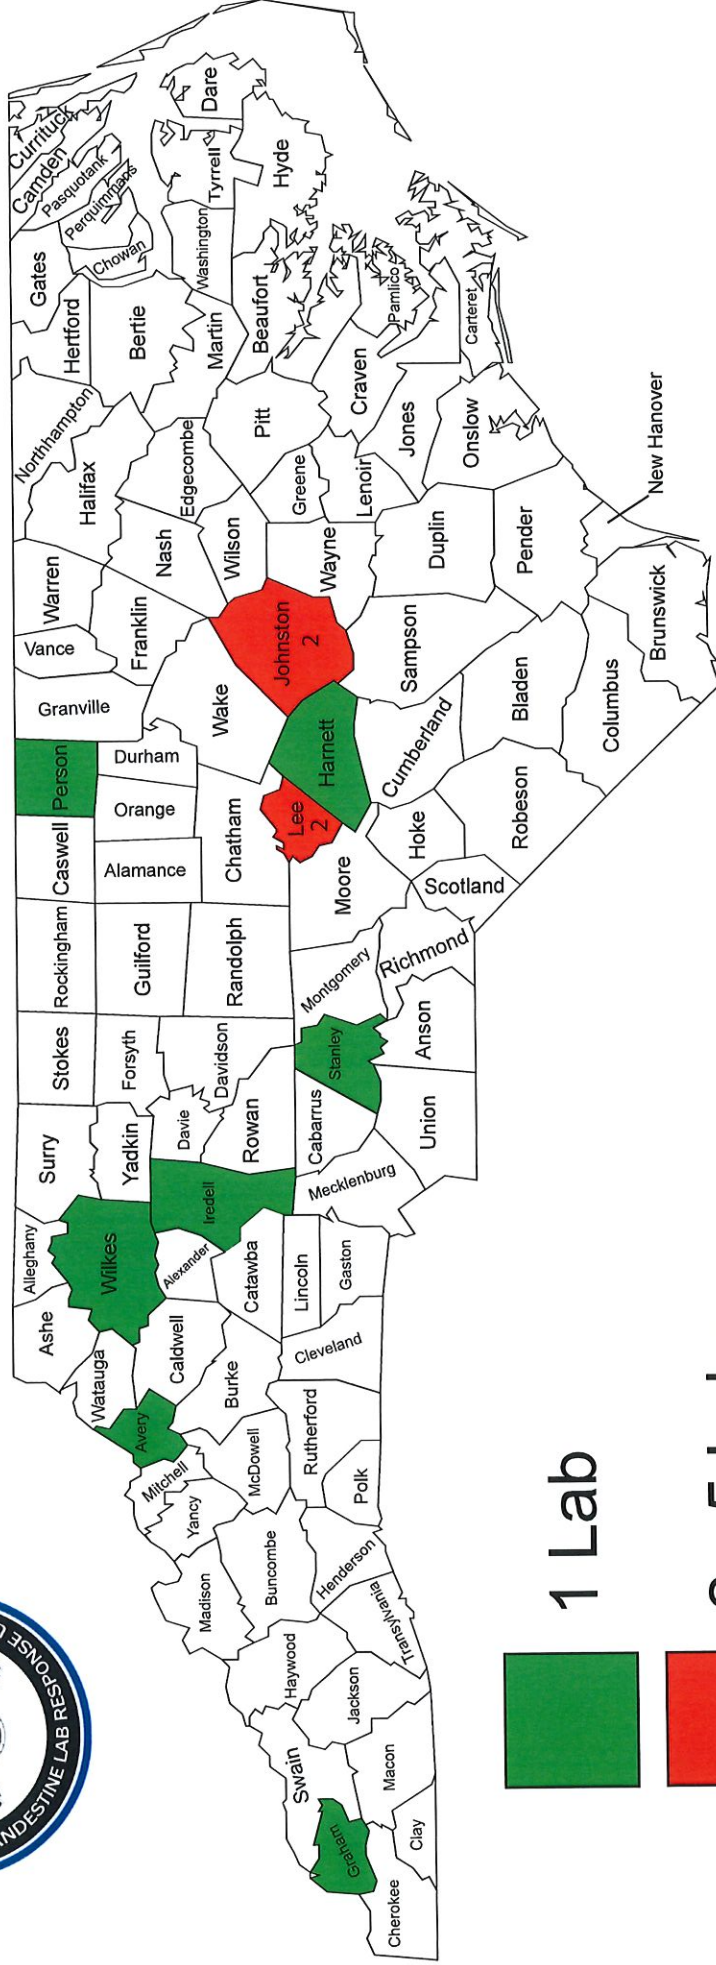 NDESTINE LAB RESPONSE
Alleghany
Ashe
Surry
Stokes
Rockingham
Caswell
Person
Granville
Vance
Warren
Northhampton
Hertford
Gates
Camden
Currituck
Pasquotank
Perquimmans
Chowan
Watauga
Wilkes
Yadkin
Forsyth
Guilford
Alamance
Orange
Durham
Franklin
Halifax
Bertie
Avery
Mitchell
Yancy
Caldwell
Alexander
Iredell
Davie
Davidson
Randolph
Chatham
Wake
Nash
Edgecombe
Martin
Washington
Tyrrell
Dare
Madison
Buncombe
McDowell
Burke
Catawba
Rowan
Lee
2
Harnett
Johnston
2
Wilson
Greene
Pitt
Beaufort
Hyde
Swain
Haywood
Henderson
Polk
Rutherford
Cleveland
Lincoln
Gaston
Mecklenburg
Cabarrus
Stanley
Montgomery
Moore
Wayne
Lenoir
Craven
Pamlico
Graham
Cherokee
Clay
Macon
Jackson
Transylvania
Union
Anson
Richmond
Scotland
Hoke
Cumberland
Sampson
Duplin
Jones
Carteret
Onslow
Robeson
Bladen
Pender
Columbus
Brunswick
New Hanover
1 Lab